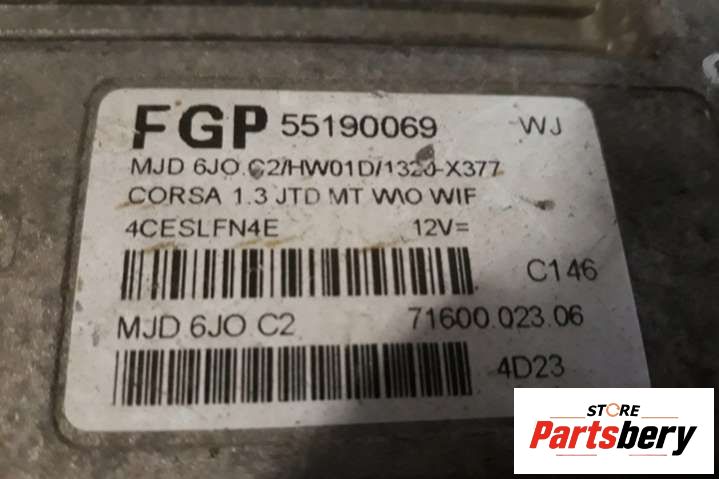 FGP 55190069 WJ
MJD 6JO.C2/HW01D/1320-X377
CORSA 1.3 JTD MT W\O WIF
4CESLFN4E 12V=
C146
MJD 6JO C2 71600.023.06
4D23
STORE
Partsbery